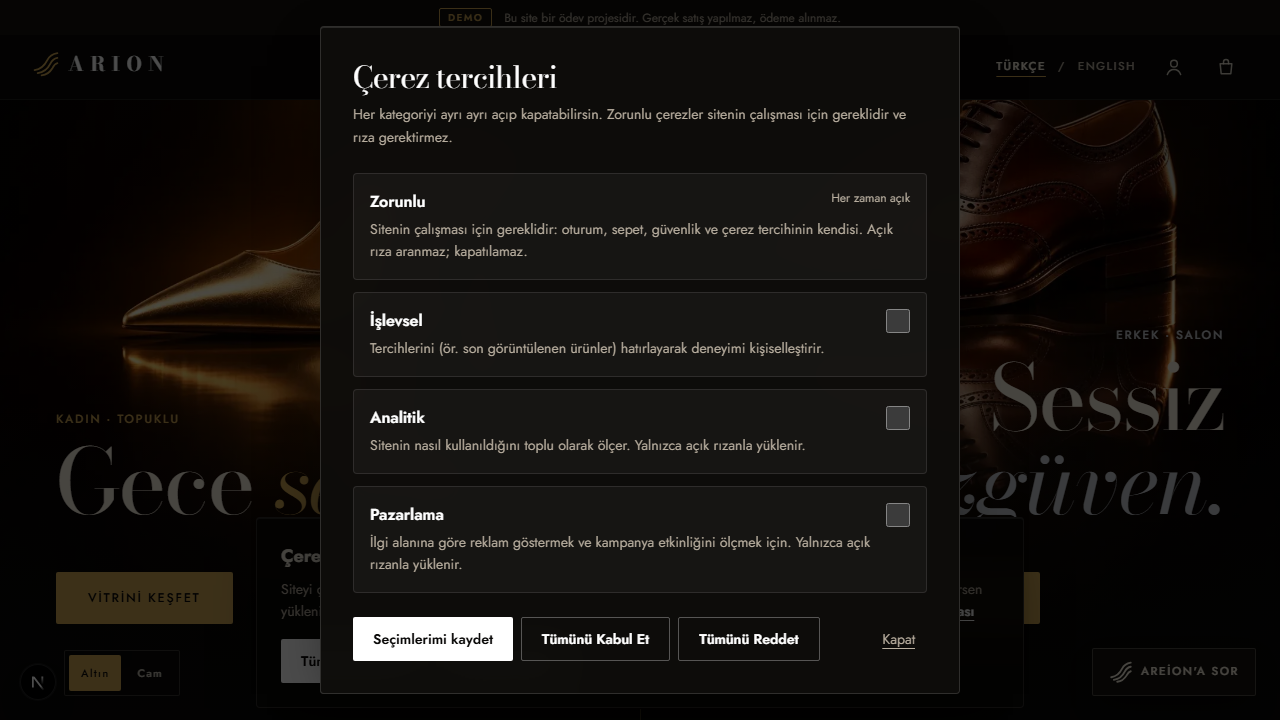 DEMO Bu site bir ödev projesidir. Gerçek satış yapılmaz, ödeme alınmaz.
ARION
TÜRKÇE / ENGLISH
Çerez tercihleri
Her kategoriyi ayrı ayrı açıp kapatabilirsin. Zorunlu çerezler sitenin çalışması için gereklidir ve
rıza gerektirmez.
Zorunlu
Her zaman açık
Sitenin çalışması için gereklidir: oturum, sepet, güvenlik ve çerez tercihinin kendisi. Açık
rıza aranmaz; kapatılamaz.
İşlevsel
Tercihlerini (ör. son görüntülenen ürünler) hatırlayarak deneyimi kişiselleştirir.
Analitik
Sitenin nasıl kullanıldığını toplu olarak ölçer. Yalnızca açık rızanla yüklenir.
Pazarlama
İlgi alanına göre reklam göstermek ve kampanya etkinliğini ölçmek için. Yalnızca açık
rızanla yüklenir.
Seçimlerimi kaydet
Tümünü Kabul Et
Tümünü Reddet
Kapat
KADIN · TOPUKLU
Gece
VİTRİNİ KEŞFET
Altın
Cam
N
ERKEK · SALON
Sessiz
güven.
AREİON'A SOR